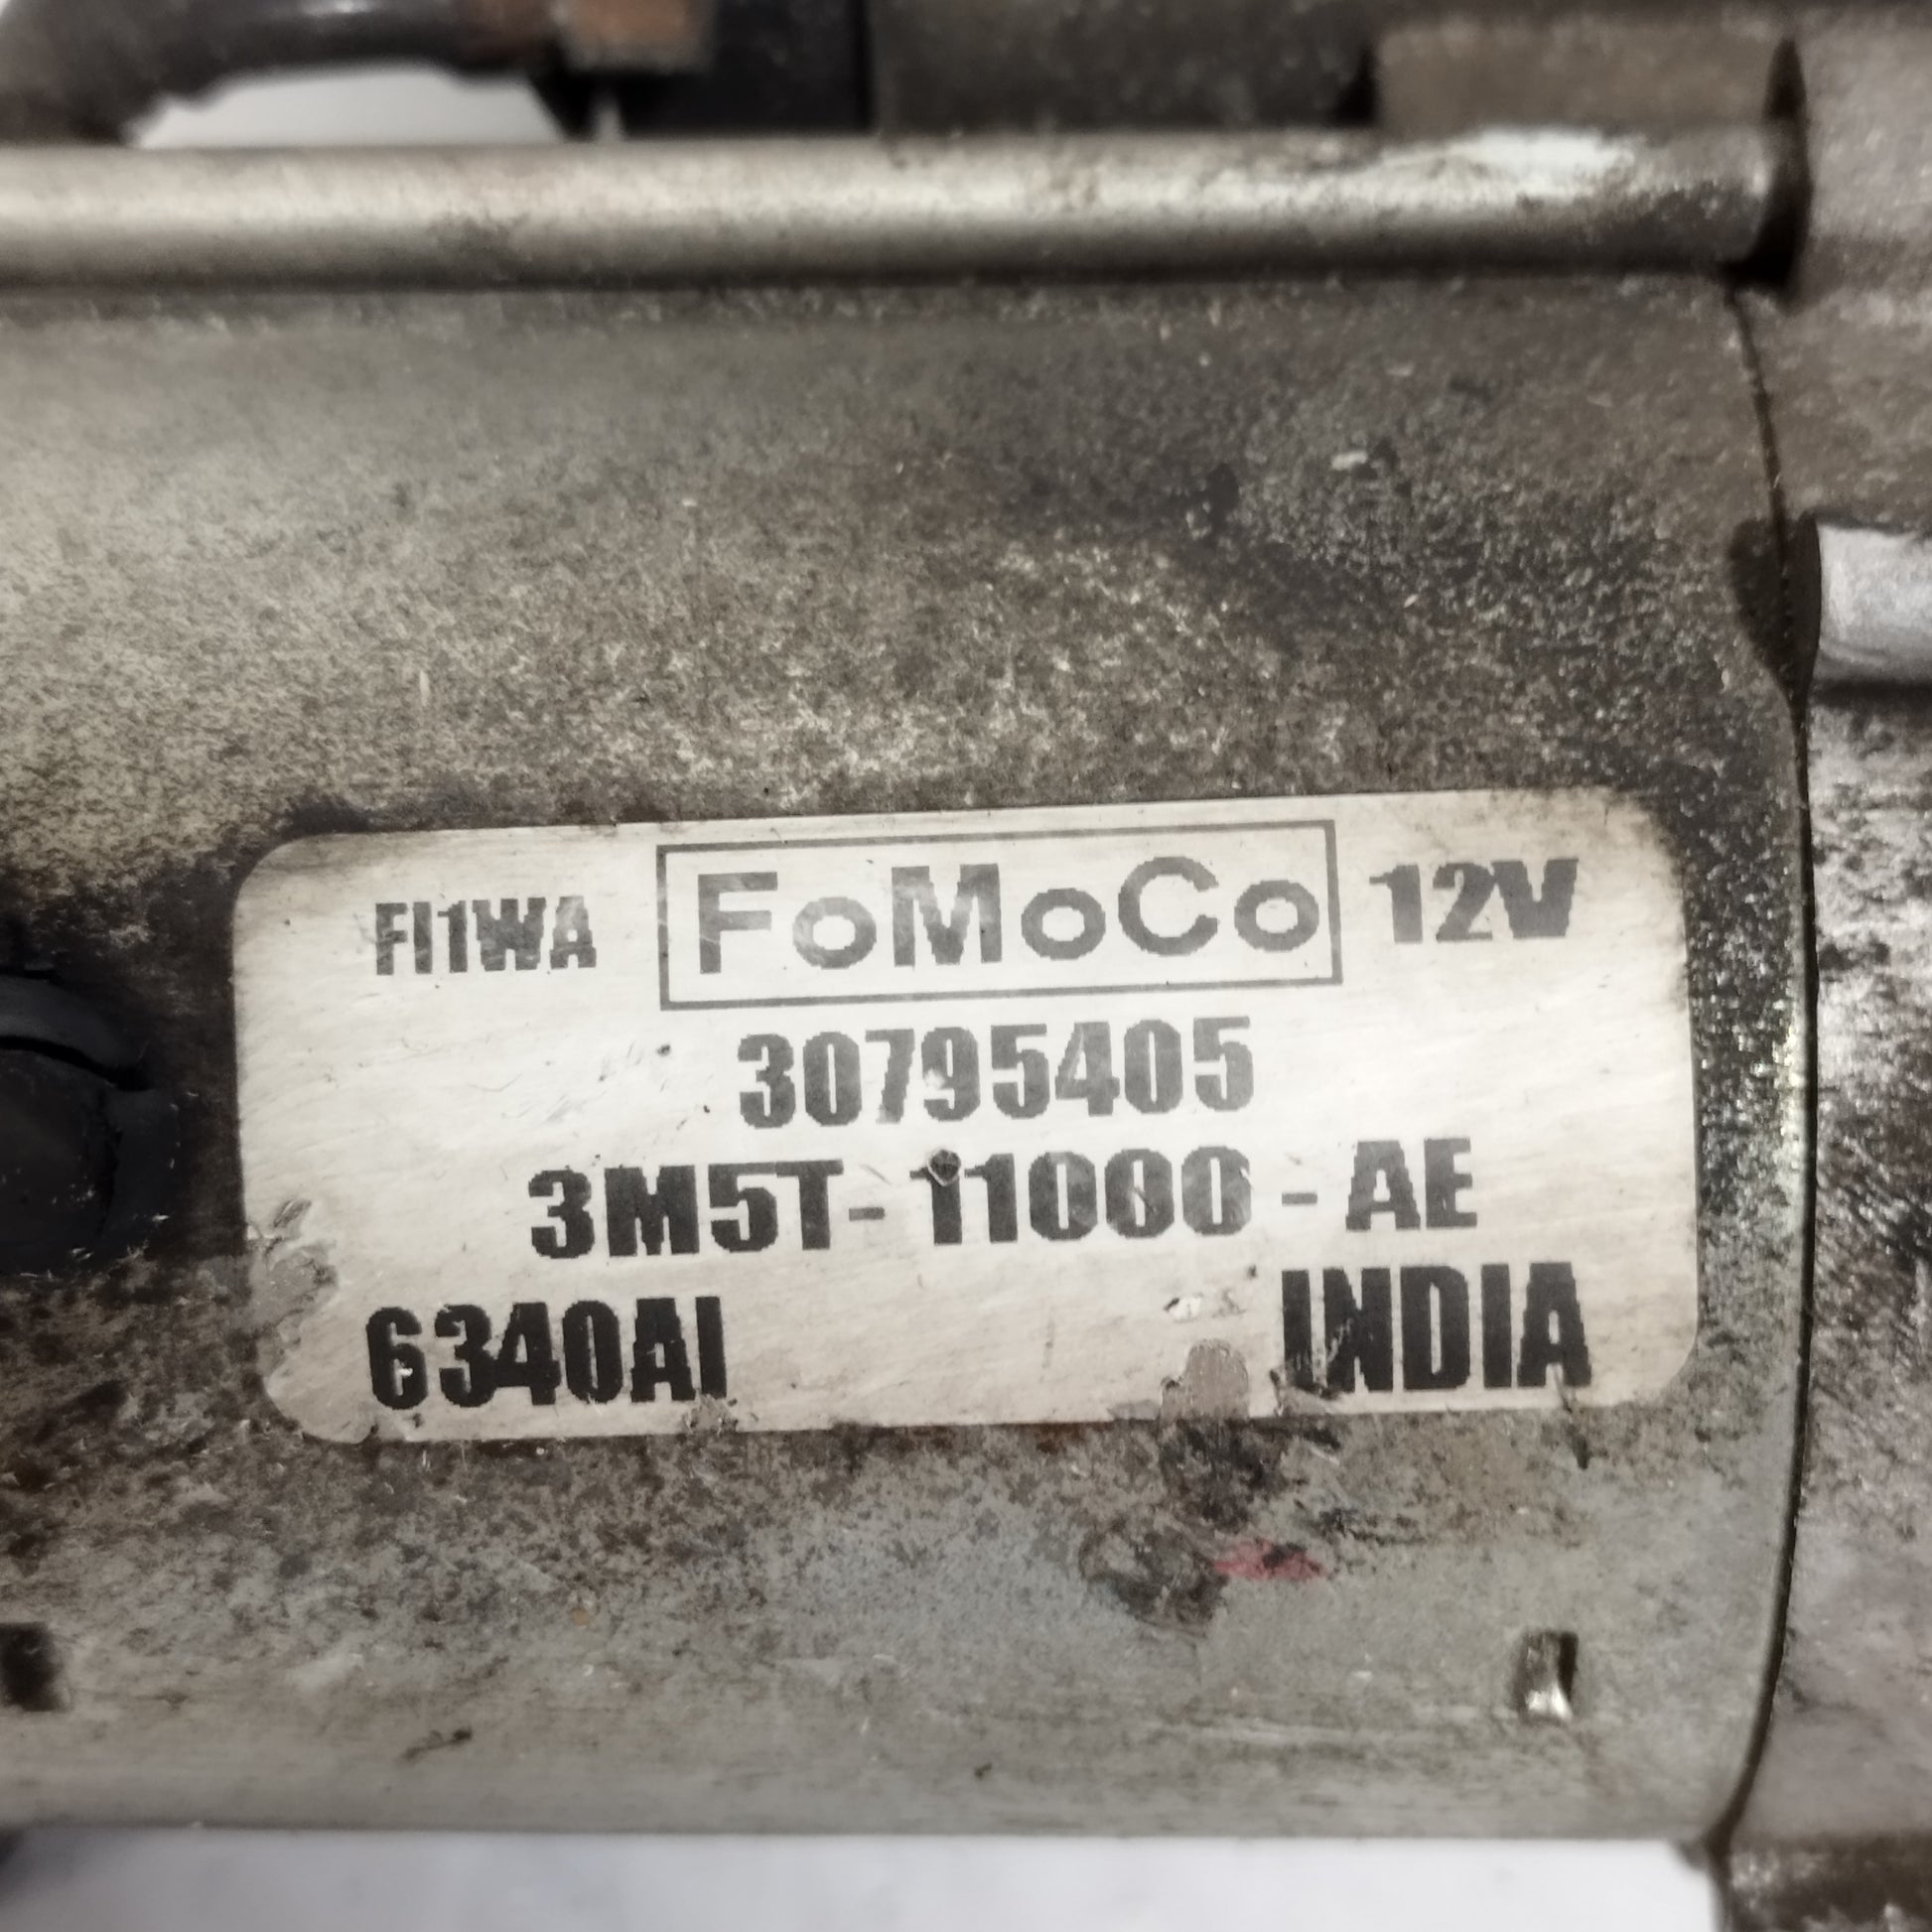 FI1WA FoMoCo 12V
30795405
3M5T-11000-AE
6340AI INDIA